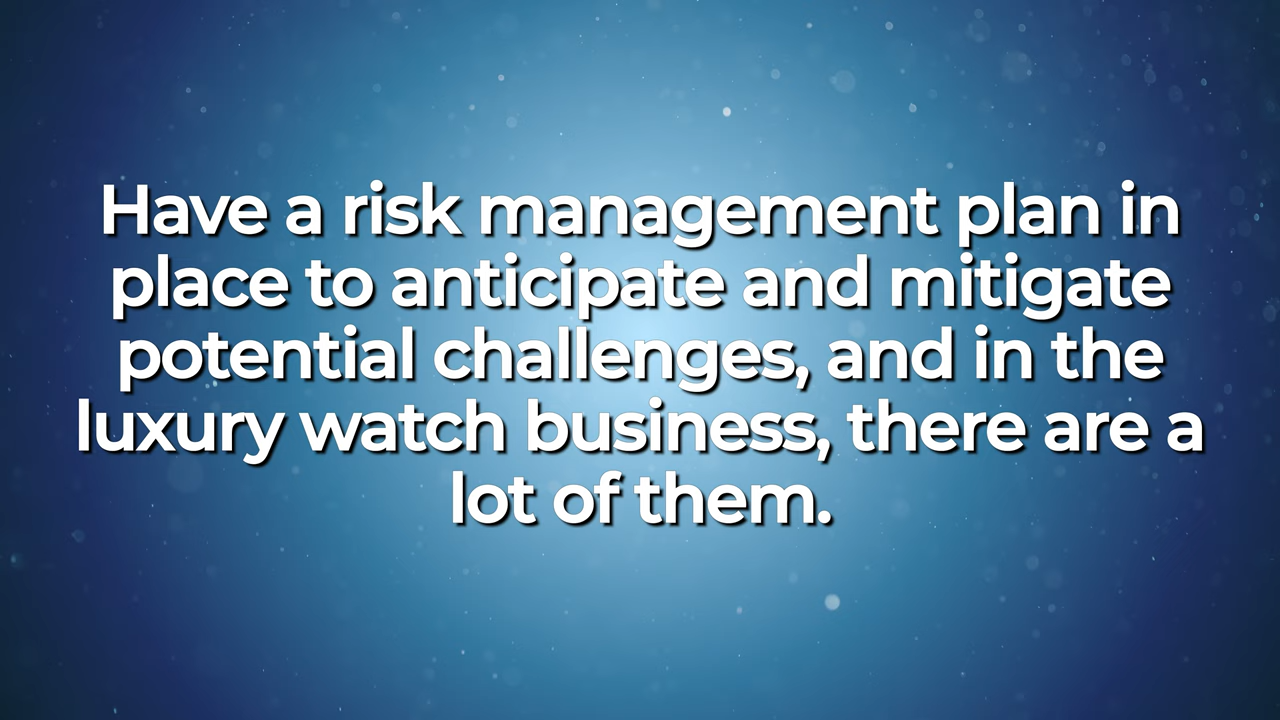 Have a risk management plan in
place to anticipate and mitigate
potential challenges, and in the
luxury watch business, there are a
lot of them.